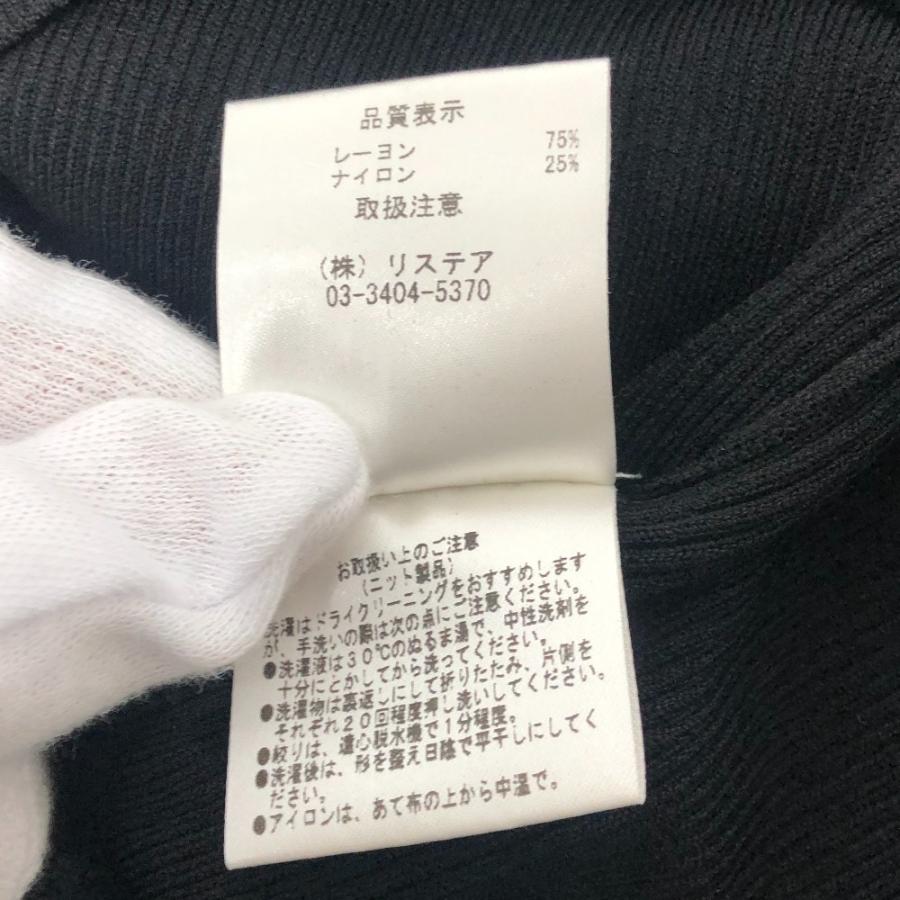 品質表示
レーヨン 75%
ナイロン 25%
取扱注意
(株) リステア
03-3404-5370
お取扱い上のご注意
(ニット製品)
洗濯はドライクリーニングをおすすめします
が、手洗いの際は次の点にご注意ください。
●洗濯液は30℃のぬるま湯で、中性洗剤を
十分にとかしてから洗ってください。
●洗濯物は裏返しにして折りたたみ、片側を
それぞれ20回程度押し洗いしてください。
●絞りは、遠心脱水機で1分程度。
●洗濯後は、形を整え日陰で平干しにしてく
ださい。
●アイロンは、あて布の上から中温で。